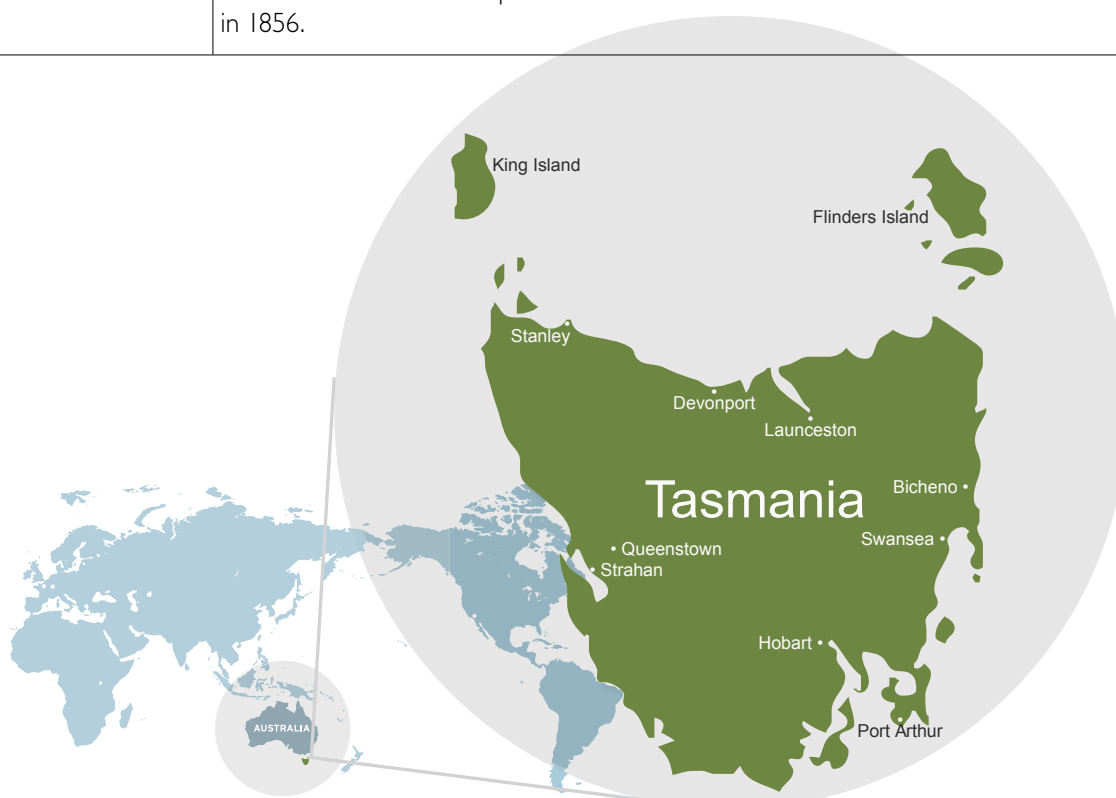 in 1856.
King Island
Flinders Island
Stanley
Devonport
Launceston
Tasmania
Bicheno
Swansea
Queenstown
Strahan
Hobart
AUSTRALIA
Port Arthur